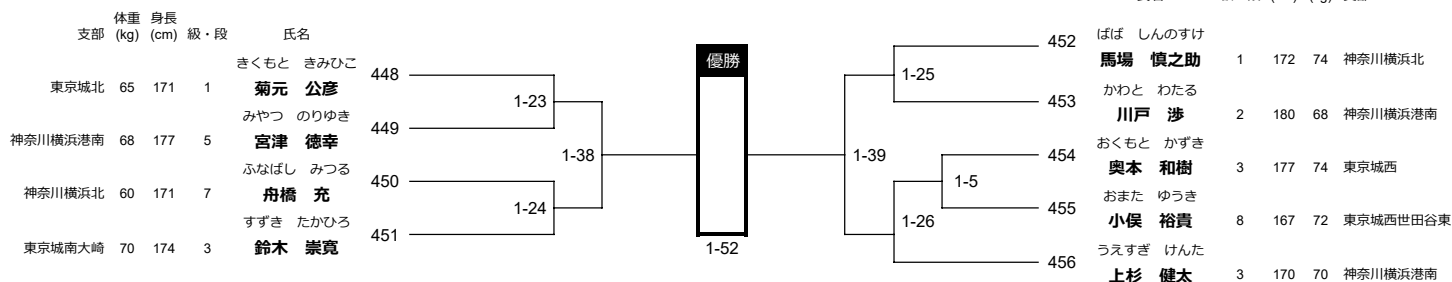 体重 身長
支部 (kg) (cm) 級・段 氏名
きくもと きみひこ
東京城北 65 171 1 菊元 公彦 448
みやつ のりゆき
神奈川横浜港南 68 177 5 宮津 徳幸 449
ふなばし みつる
神奈川横浜北 60 171 7 舟橋 充 450
すずき たかひろ
東京城南大崎 70 174 3 鈴木 崇寛 451
1-23
1-24
1-38
優勝
1-52
1-39
1-25
1-26
1-5
452 ばば しんのすけ
馬場 慎之助 1 172 74 神奈川横浜北
453 かわと わたる
川戸 渉 2 180 68 神奈川横浜港南
454 おくもと かずき
奥本 和樹 3 177 74 東京城西
455 おまた ゆうき
小俣 裕貴 8 167 72 東京城西世田谷東
456 うえすぎ けんた
上杉 健太 3 170 70 神奈川横浜港南